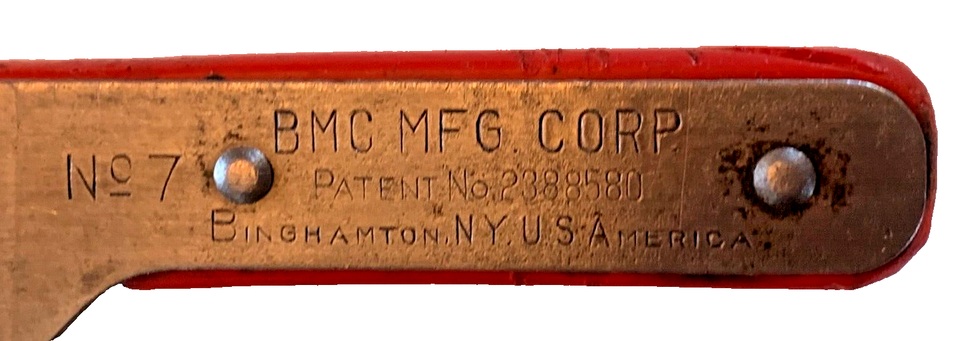 BMC MFG. CORP.
No 7
PATENT No. 2388580
BINGHAMTON, N.Y. U.S. AMERICA.